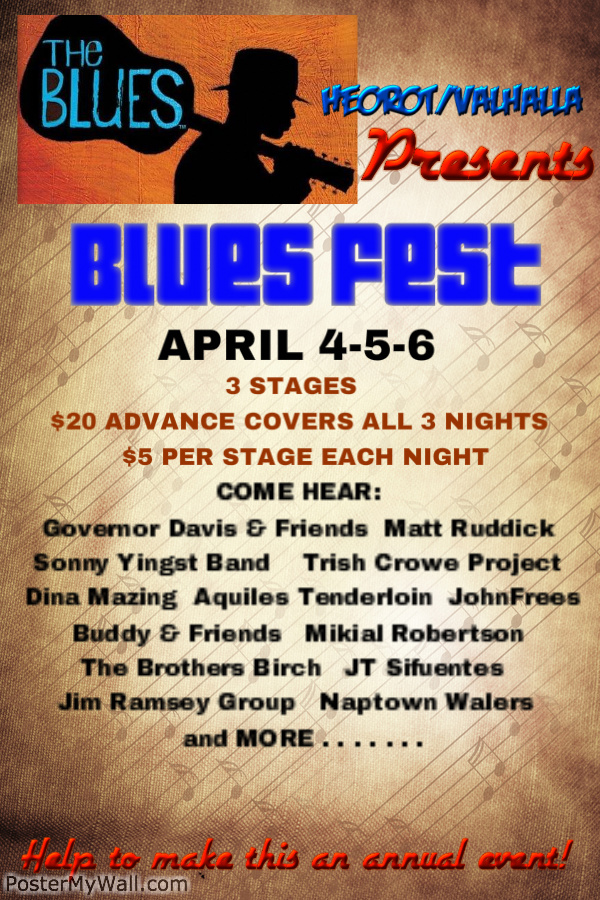 THE
BLUES™
HEOROT/VALHALLA
Presents
BLUES FEST
APRIL 4-5-6
3 STAGES
$20 ADVANCE COVERS ALL 3 NIGHTS
$5 PER STAGE EACH NIGHT
COME HEAR:
Governor Davis & Friends Matt Ruddick
Sonny Yingst Band Trish Crowe Project
Dina Mazing Aquiles Tenderloin JohnFrees
Buddy & Friends Mikial Robertson
The Brothers Birch JT Sifuentes
Jim Ramsey Group Naptown Walers
and MORE . . . . . . .
Help to make this an annual event!
PosterMyWall.com